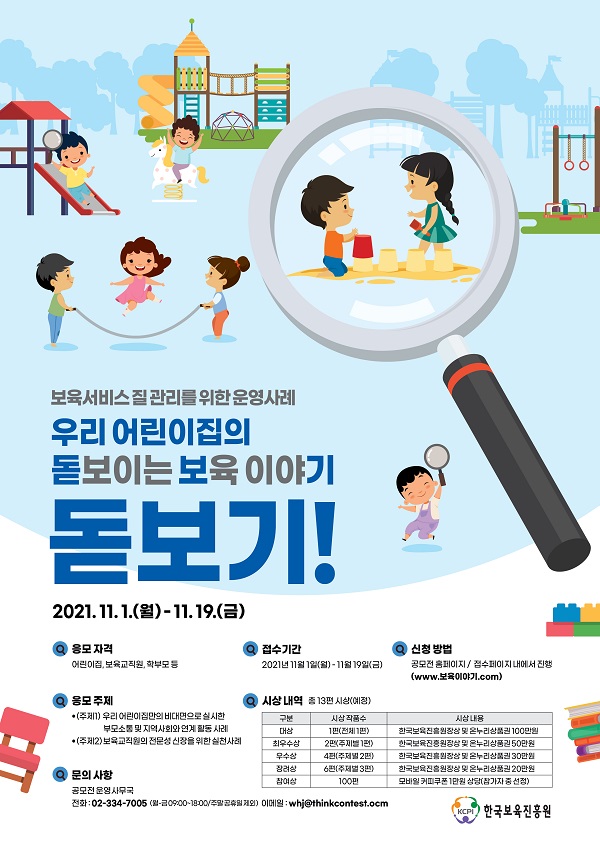 보육서비스 질 관리를 위한 운영사례
우리 어린이집의
돋보이는 보육 이야기
돋보기!
2021. 11. 1.(월) - 11. 19.(금)
응모 자격
어린이집, 보육교직원, 학부모 등
접수기간
2021년 11월 1일(월) - 11월 19일(금)
신청 방법
공모전 홈페이지 / 접수페이지 내에서 진행
(www.보육이야기.com)
응모 주제
• (주제1) 우리 어린이집만의 비대면으로 실시한
부모소통 및 지역사회와 연계 활동 사례
• (주제2) 보육교직원의 전문성 신장을 위한 실천사례
시상 내역 총 13편 시상(예정)
구분 시상 작품수 시상 내용
대상 1편(전체 1편) 한국보육진흥원장상 및 온누리상품권 100만원
최우수상 2편(주제별 1편) 한국보육진흥원장상 및 온누리상품권 50만원
우수상 4편(주제별 2편) 한국보육진흥원장상 및 온누리상품권 30만원
장려상 6편(주제별 3편) 한국보육진흥원장상 및 온누리상품권 20만원
참여상 100편 모바일 커피쿠폰 1만원 상당(참가자 중 선정)
문의 사항
공모전 운영사무국
전화 : 02-334-7005 (월-금 09:00-18:00/주말 공휴일 제외) 이메일 : whj@thinkcontest.ocm
KCPI 한국보육진흥원